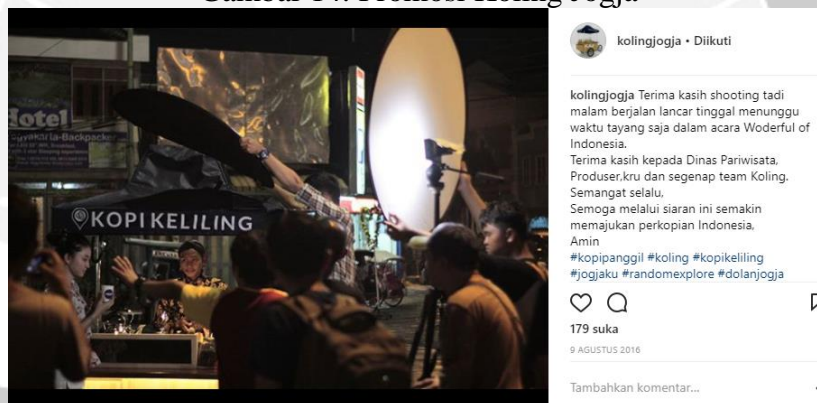 Gambar 14. Promosi Koling Jogja
Hotel
KOPI KELILING
kolingjogja • Diikuti
kolingjogja Terima kasih shooting tadi
malam berjalan lancar tinggal menunggu
waktu tayang saja dalam acara Woderful of
Indonesia.
Terima kasih kepada Dinas Pariwisata,
Produser,kru dan segenap team Koling.
Semangat selalu,
Semoga melalui siaran ini semakin
memajukan perkopian Indonesia,
Amin
#kopipanggil #koling #kopikeliling
#jogjaku #randomexplore #dolanjogja
179 suka
9 AGUSTUS 2016
Tambahkan komentar...